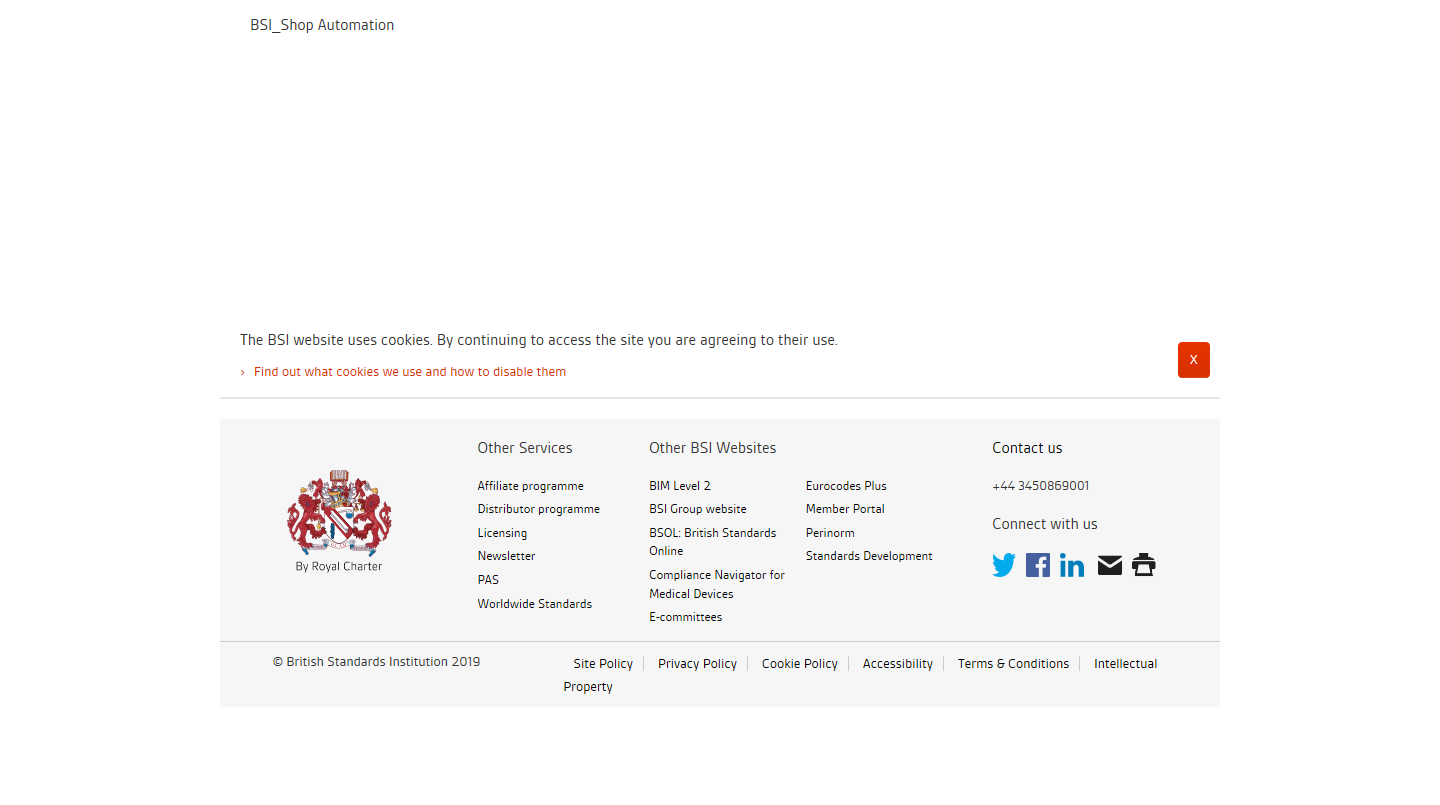 BSI_Shop Automation
The BSI website uses cookies. By continuing to access the site you are agreeing to their use.
› Find out what cookies we use and how to disable them
X
By Royal Charter
Other Services
Affiliate programme
Distributor programme
Licensing
Newsletter
PAS
Worldwide Standards
Other BSI Websites
BIM Level 2
BSI Group website
BSOL: British Standards
Online
Compliance Navigator for
Medical Devices
E-committees
Eurocodes Plus
Member Portal
Perinorm
Standards Development
Contact us
+44 3450869001
Connect with us
© British Standards Institution 2019
Site Policy Privacy Policy Cookie Policy Accessibility Terms & Conditions Intellectual
Property